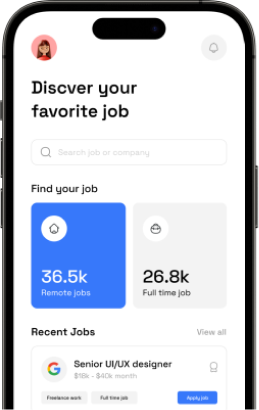 Discver your
favorite job
Search job or company
Find your job
36.5k
Remote jobs
26.8k
Full time job
Recent Jobs
View all
Senior UI/UX designer
$18k - $40k month
Freelance work
Full time job
Apply job